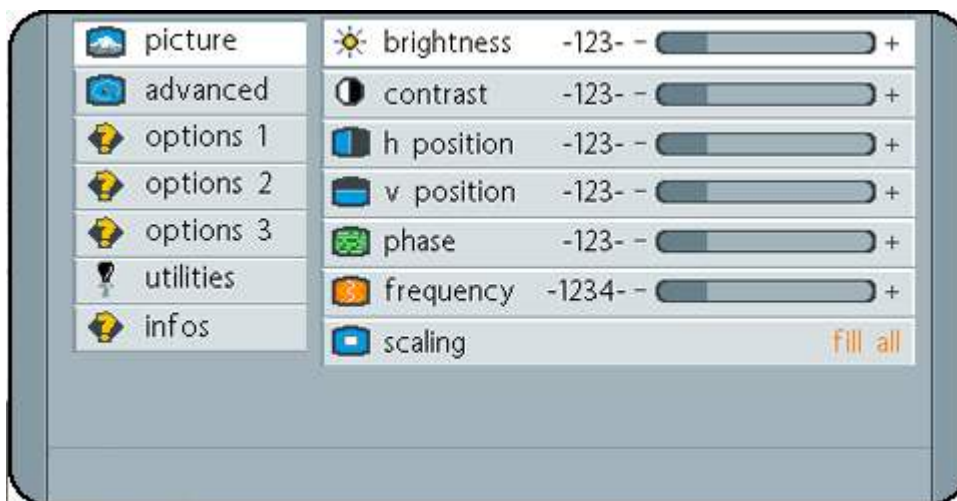 picture
advanced
options 1
options 2
options 3
utilities
infos
brightness -123- - +
contrast -123- - +
h position -123- - +
v position -123- - +
phase -123- - +
frequency -1234- - +
scaling fill all